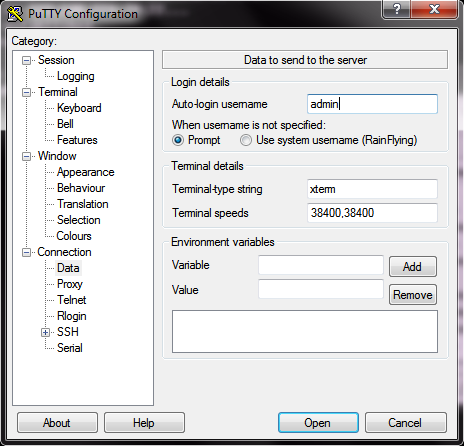 PuTTY Configuration
?
X
Category:
Session
Logging
Terminal
Keyboard
Bell
Features
Window
Appearance
Behaviour
Translation
Selection
Colours
Connection
Data
Proxy
Telnet
Rlogin
SSH
Serial
Data to send to the server
Login details
Auto-login username admin
When username is not specified:
Prompt Use system username (RainFlying)
Terminal details
Terminal-type string xterm
Terminal speeds 38400,38400
Environment variables
Variable Add
Value Remove
About Help Open Cancel